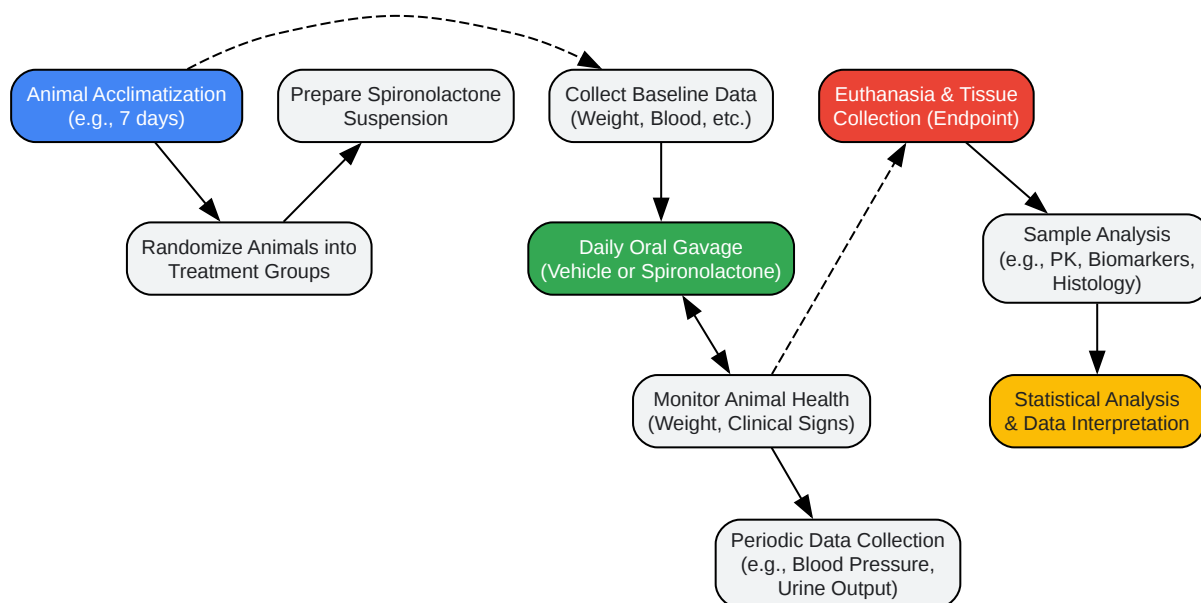 Animal Acclimatization
(e.g., 7 days)
Prepare Spironolactone
Suspension
Collect Baseline Data
(Weight, Blood, etc.)
Euthanasia & Tissue
Collection (Endpoint)
Randomize Animals into
Treatment Groups
Daily Oral Gavage
(Vehicle or Spironolactone)
Sample Analysis
(e.g., PK, Biomarkers,
Histology)
Monitor Animal Health
(Weight, Clinical Signs)
Statistical Analysis
& Data Interpretation
Periodic Data Collection
(e.g., Blood Pressure,
Urine Output)